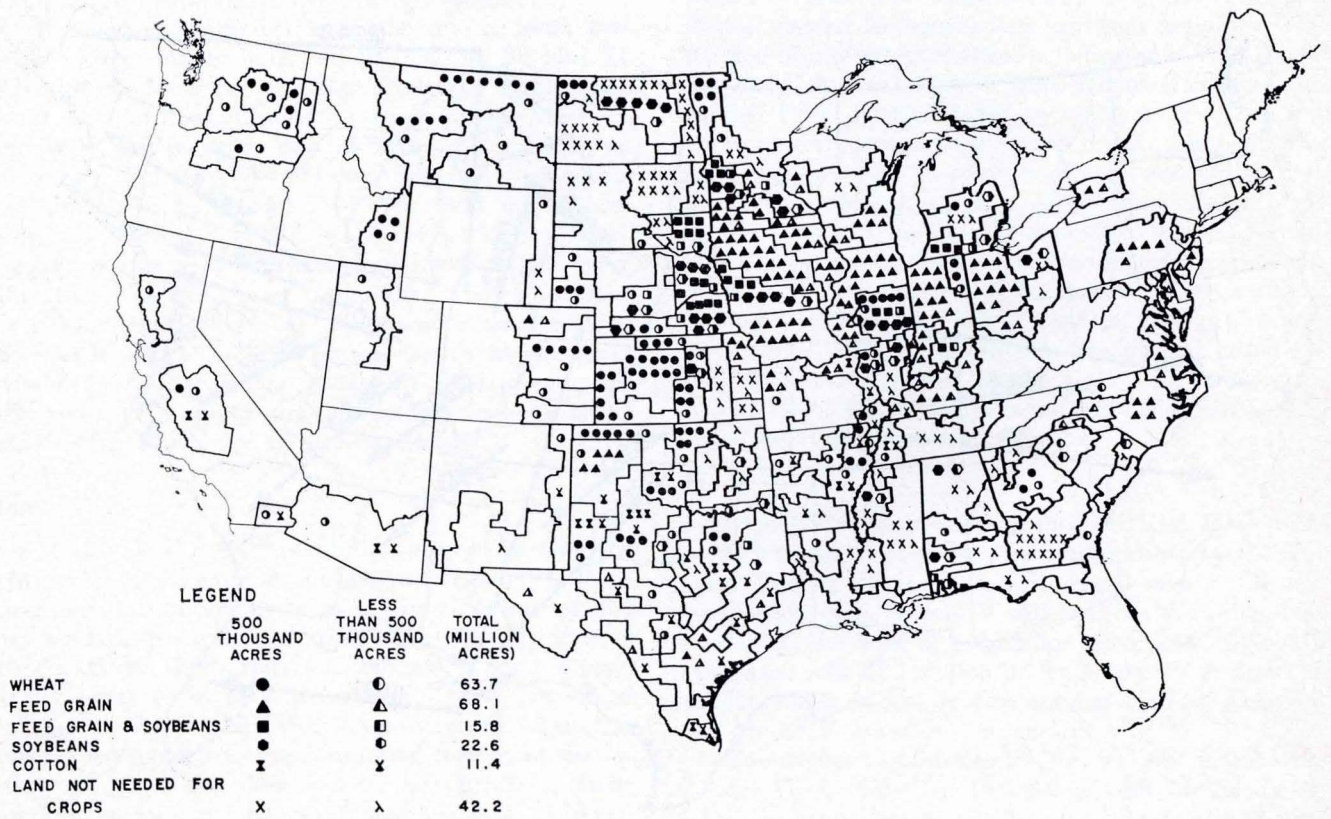 LEGEND
500 THOUSAND ACRES
LESS THAN 500 THOUSAND ACRES
TOTAL (MILLION ACRES)
WHEAT 63.7
FEED GRAIN 68.1
FEED GRAIN & SOYBEANS 15.8
SOYBEANS 22.6
COTTON 11.4
LAND NOT NEEDED FOR
CROPS X λ 42.2